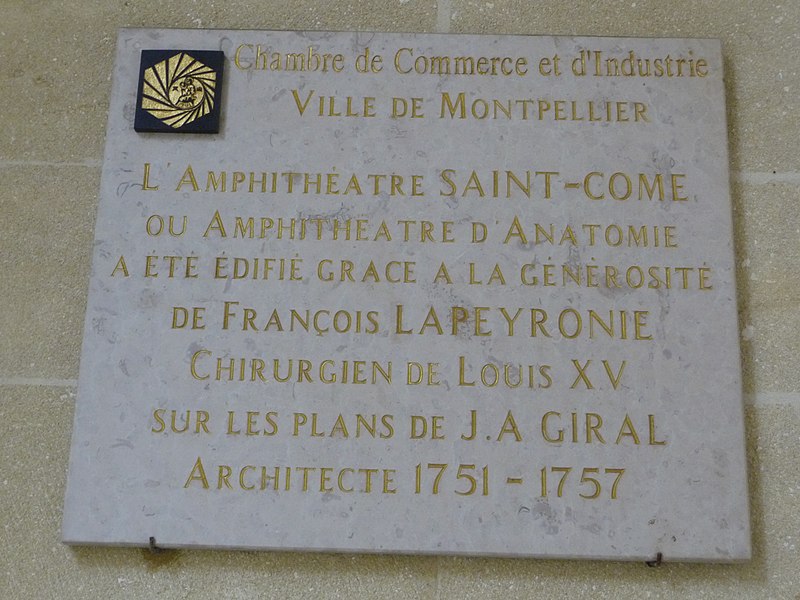 Chambre de Commerce et d'Industrie
VILLE DE MONTPELLIER
L'AMPHITHÉATRE SAINT-COME
OU AMPHITHEATRE D'ANATOMIE
A ÉTÉ ÉDIFIÉ GRACE A LA GÉNÉROSITÉ
DE FRANÇOIS LAPEYRONIE
CHIRURGIEN DE LOUIS XV
SUR LES PLANS DE J.A GIRAL
ARCHITECTE 1751 - 1757